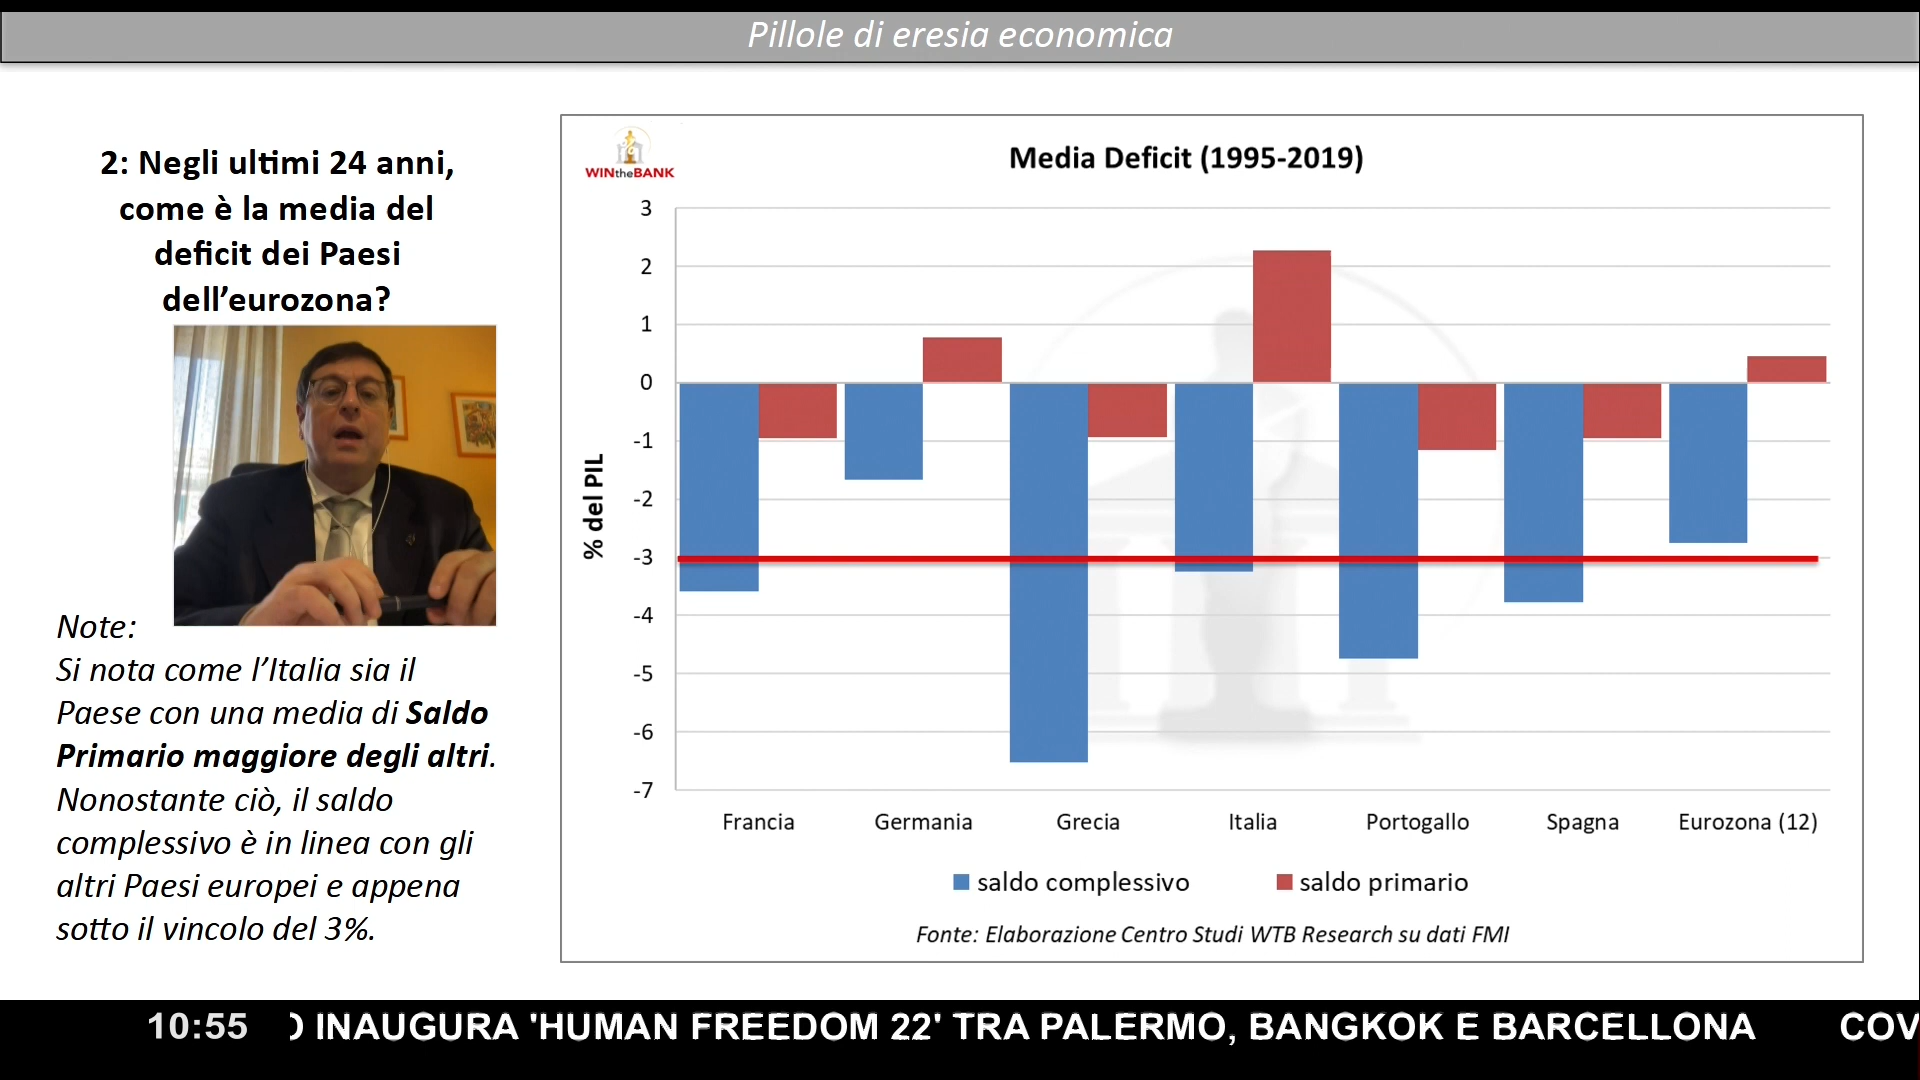 Pillole di eresia economica
2: Negli ultimi 24 anni,
come è la media del
deficit dei Paesi
dell’eurozona?
Note:
Si nota come l’Italia sia il
Paese con una media di Saldo
Primario maggiore degli altri.
Nonostante ciò, il saldo
complessivo è in linea con gli
altri Paesi europei e appena
sotto il vincolo del 3%.
WINtheBANK
Media Deficit (1995-2019)
% del PIL
3
2
1
0
-1
-2
-3
-4
-5
-6
-7
Francia Germania Grecia Italia Portogallo Spagna Eurozona (12)
saldo complessivo saldo primario
Fonte: Elaborazione Centro Studi WTB Research su dati FMI
10:55 INAUGURA 'HUMAN FREEDOM 22' TRA PALERMO, BANGKOK E BARCELLONA COV